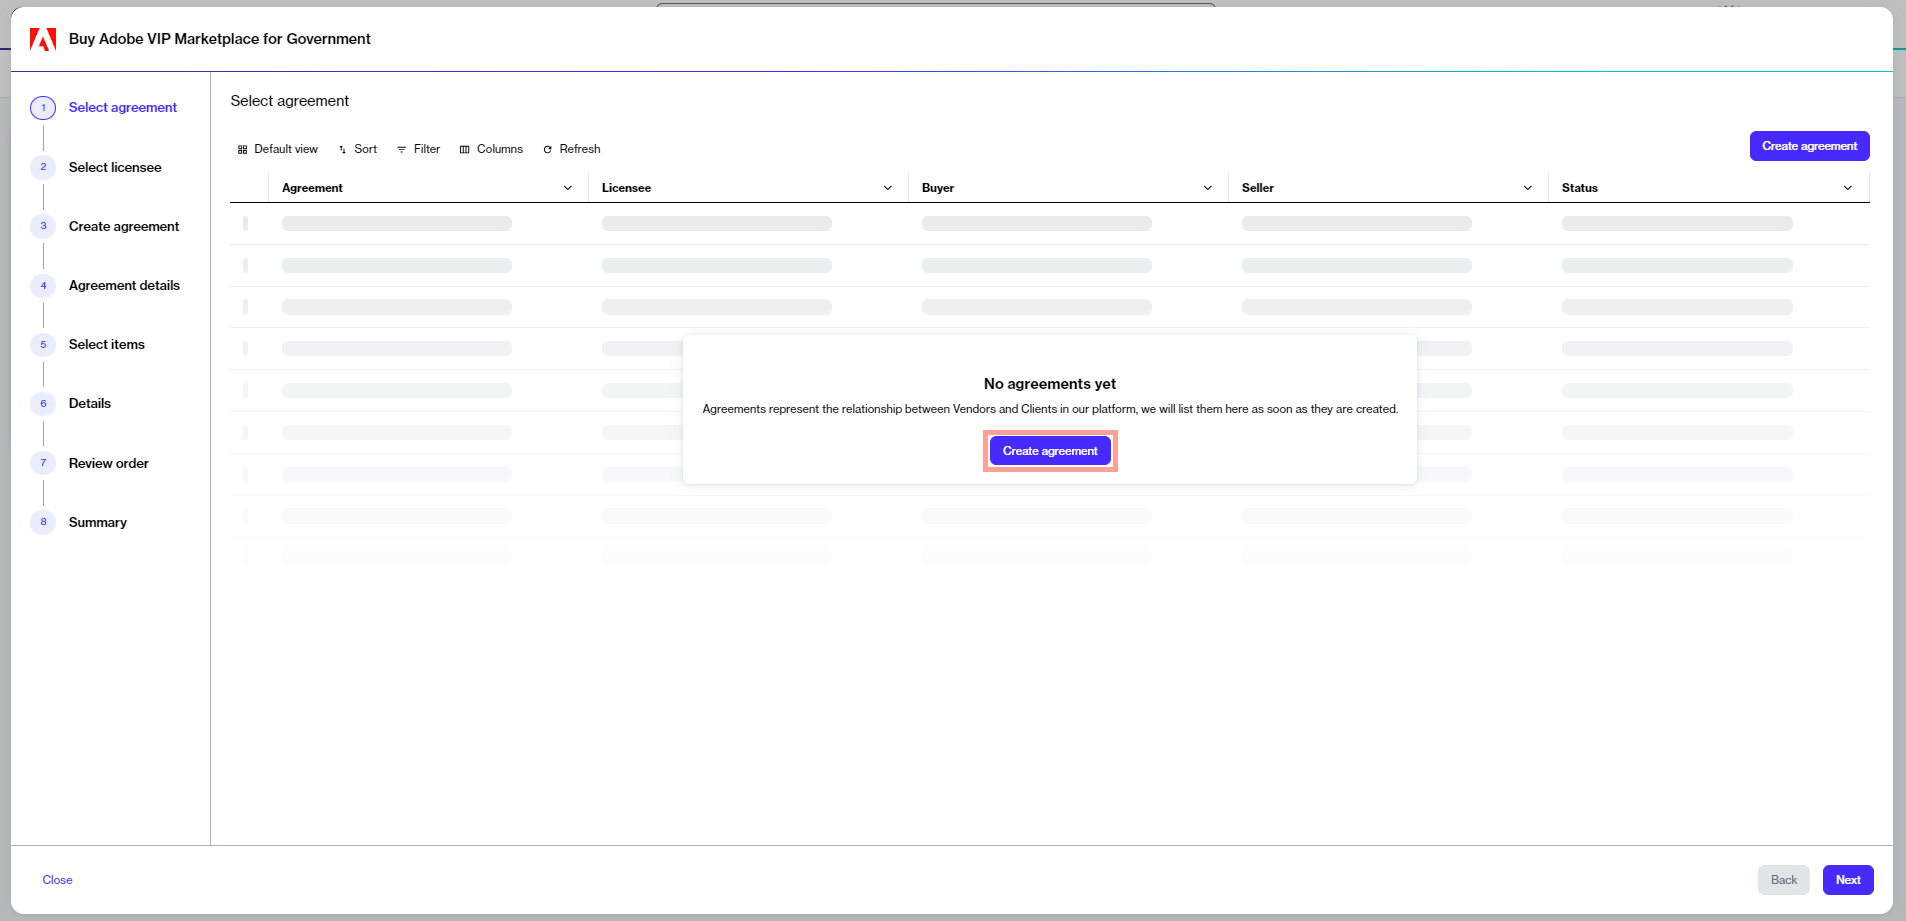 Buy Adobe VIP Marketplace for Government
1 Select agreement
2 Select licensee
3 Create agreement
4 Agreement details
5 Select items
6 Details
7 Review order
8 Summary
Select agreement
Default view Sort Filter Columns Refresh
Create agreement
Agreement Licensee Buyer Seller Status
No agreements yet
Agreements represent the relationship between Vendors and Clients in our platform, we will list them here as soon as they are created.
Create agreement
Close
Back Next